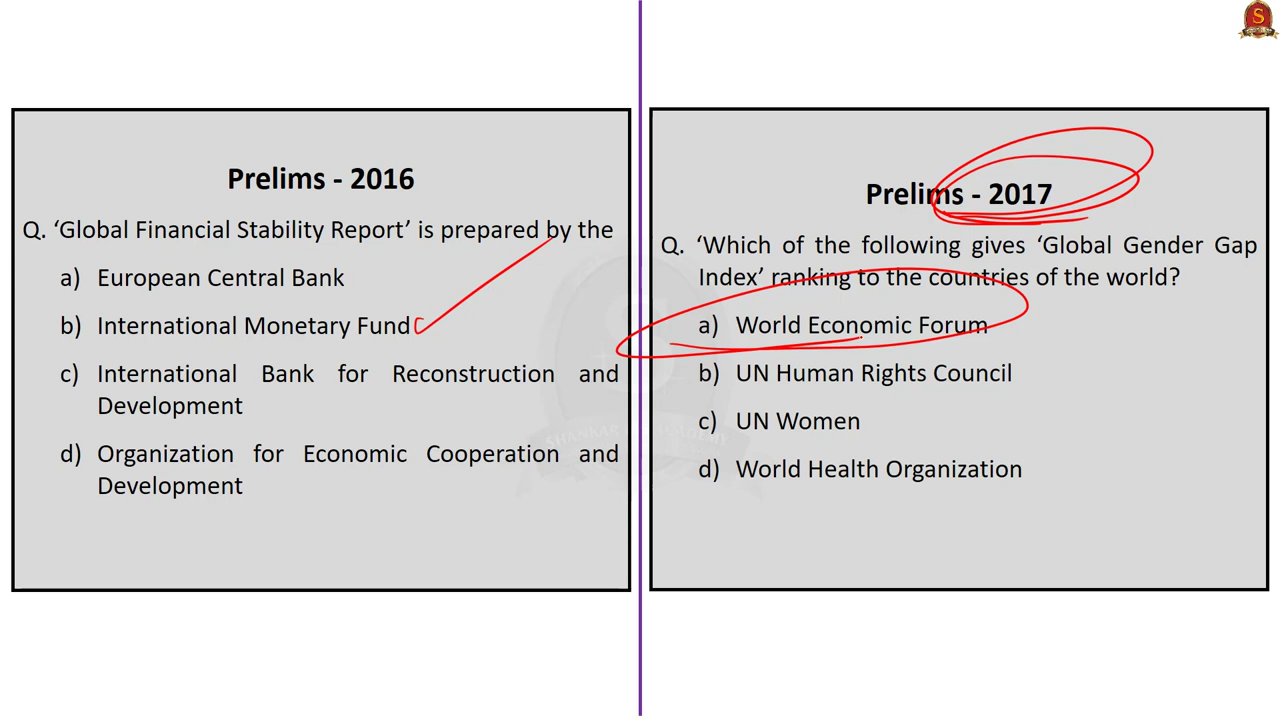 Prelims - 2016
Q. ‘Global Financial Stability Report’ is prepared by the
a) European Central Bank
b) International Monetary Fund
c) International Bank for Reconstruction and
Development
d) Organization for Economic Cooperation and
Development
Prelims - 2017
Q. ‘Which of the following gives ‘Global Gender Gap
Index’ ranking to the countries of the world?
a) World Economic Forum
b) UN Human Rights Council
c) UN Women
d) World Health Organization
S